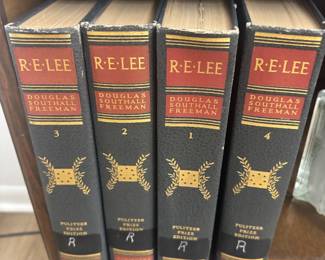 R·E·LEE
DOUGLAS
SOUTHALL
FREEMAN
3
PULITZER
PRIZE
EDITION
R
R·E·LEE
DOUGLAS
SOUTHALL
FREEMAN
2
PULITZER
PRIZE
EDITION
R
R·E·LEE
DOUGLAS
SOUTHALL
FREEMAN
1
PULITZER
PRIZE
EDITION
R
R·E·LEE
DOUGLAS
SOUTHALL
FREEMAN
4
PULITZER
PRIZE
EDITION
R